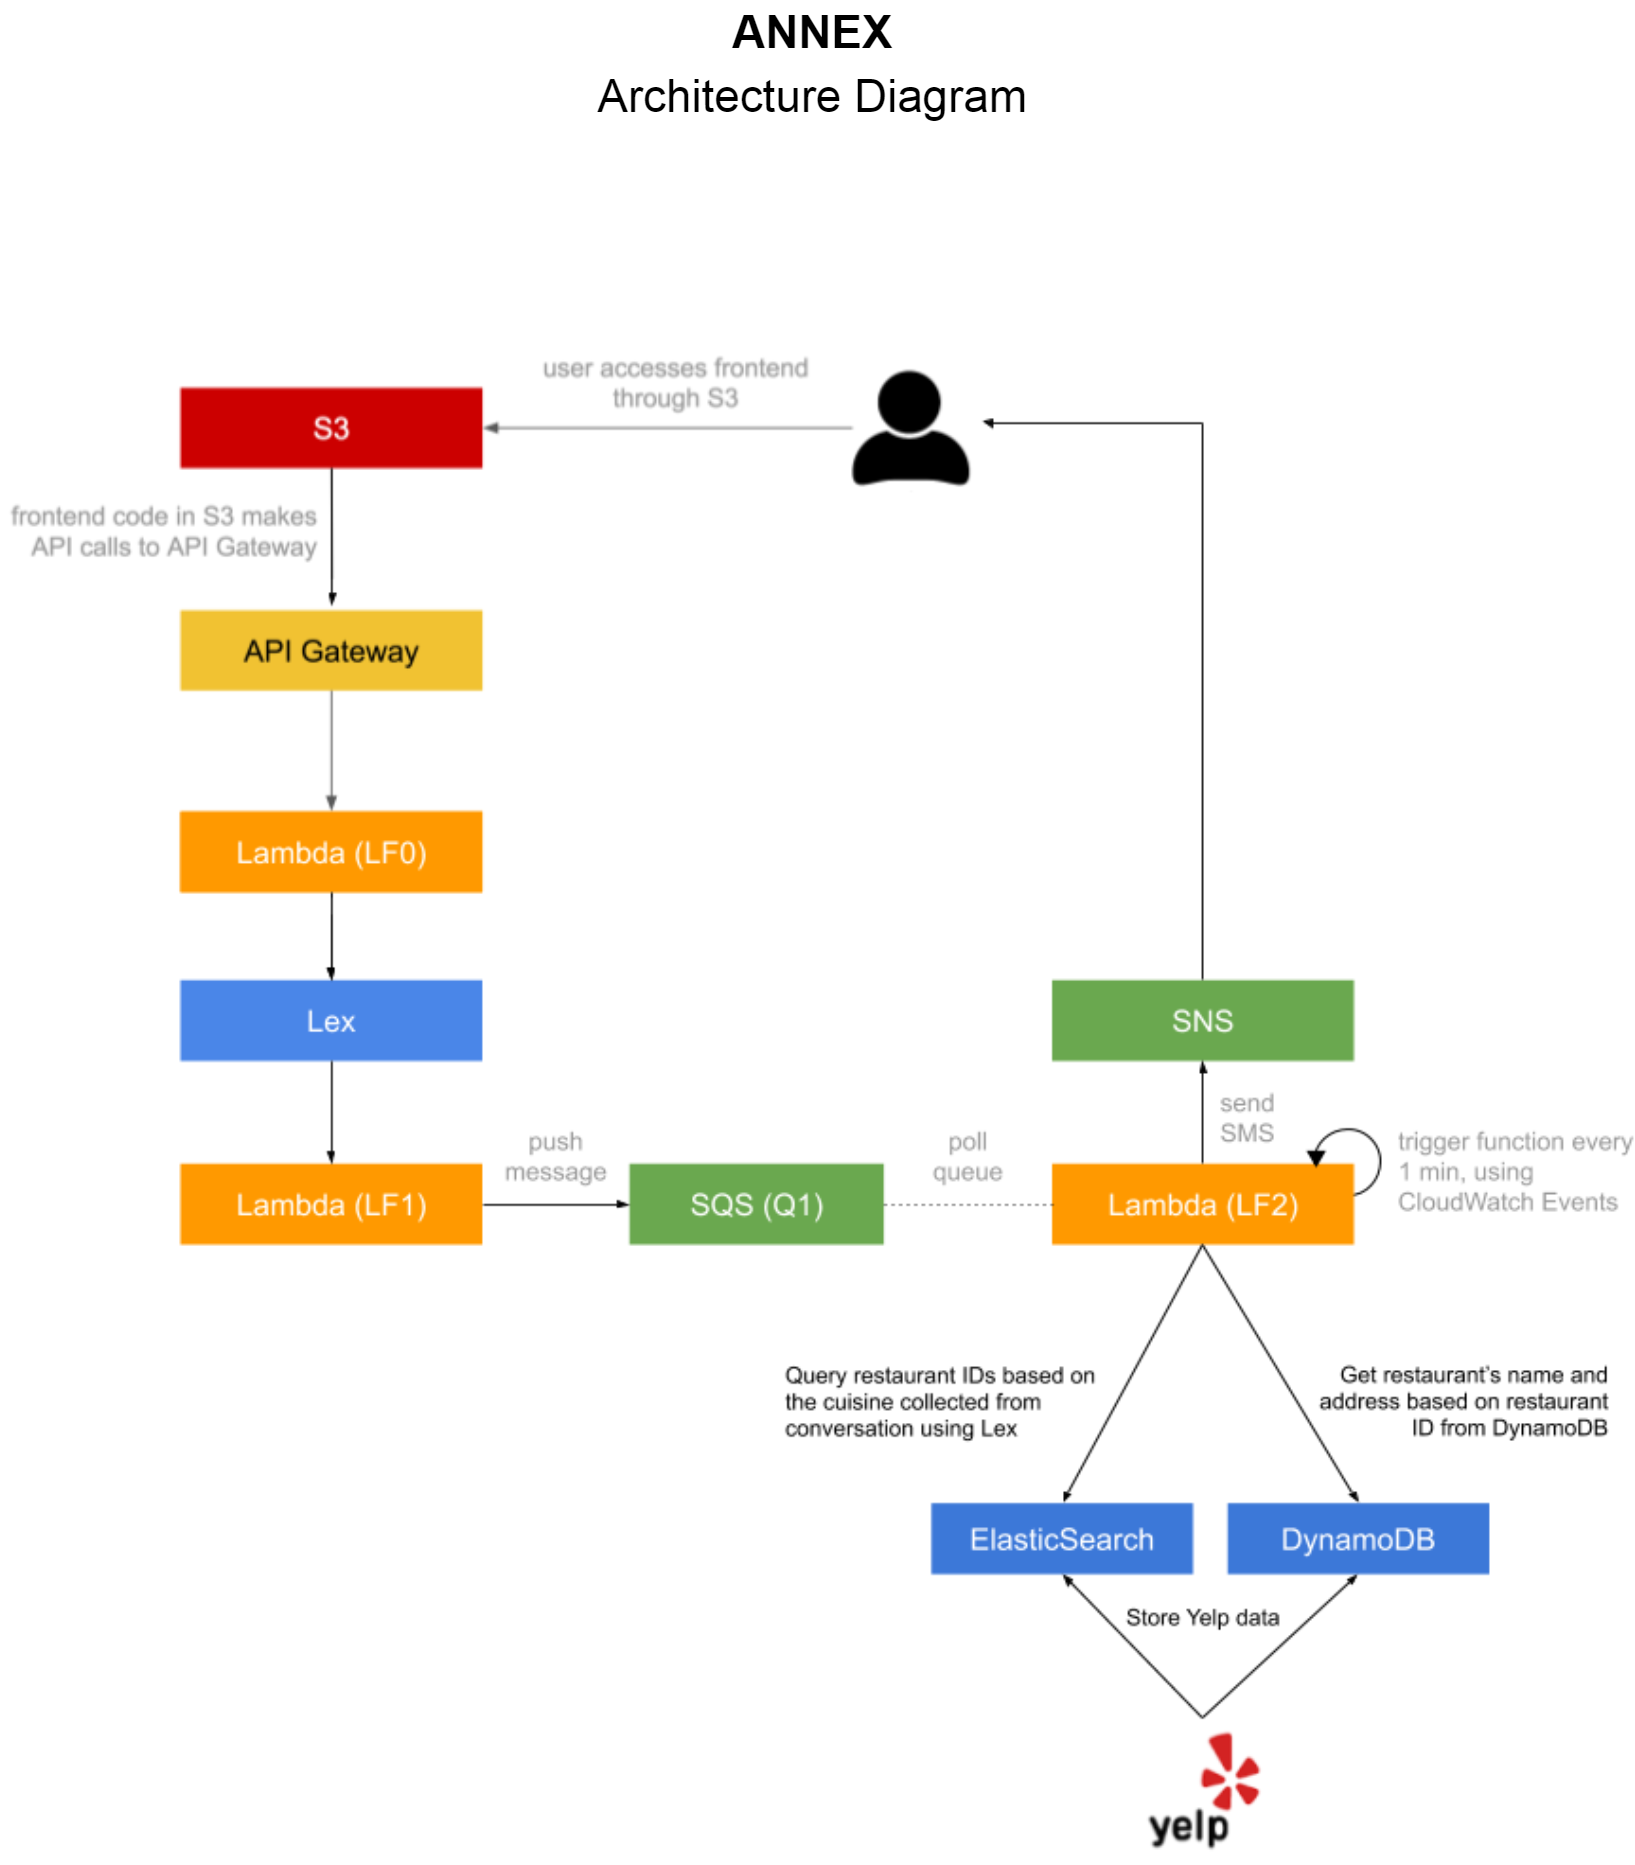 ANNEX
Architecture Diagram
user accesses frontend
through S3
S3
frontend code in S3 makes
API calls to API Gateway
API Gateway
Lambda (LF0)
Lex
SNS
send
SMS
push
message
poll
queue
trigger function every
1 min, using
CloudWatch Events
Lambda (LF1)
SQS (Q1)
Lambda (LF2)
Query restaurant IDs based on
the cuisine collected from
conversation using Lex
Get restaurant’s name and
address based on restaurant
ID from DynamoDB
ElasticSearch
DynamoDB
Store Yelp data
yelp